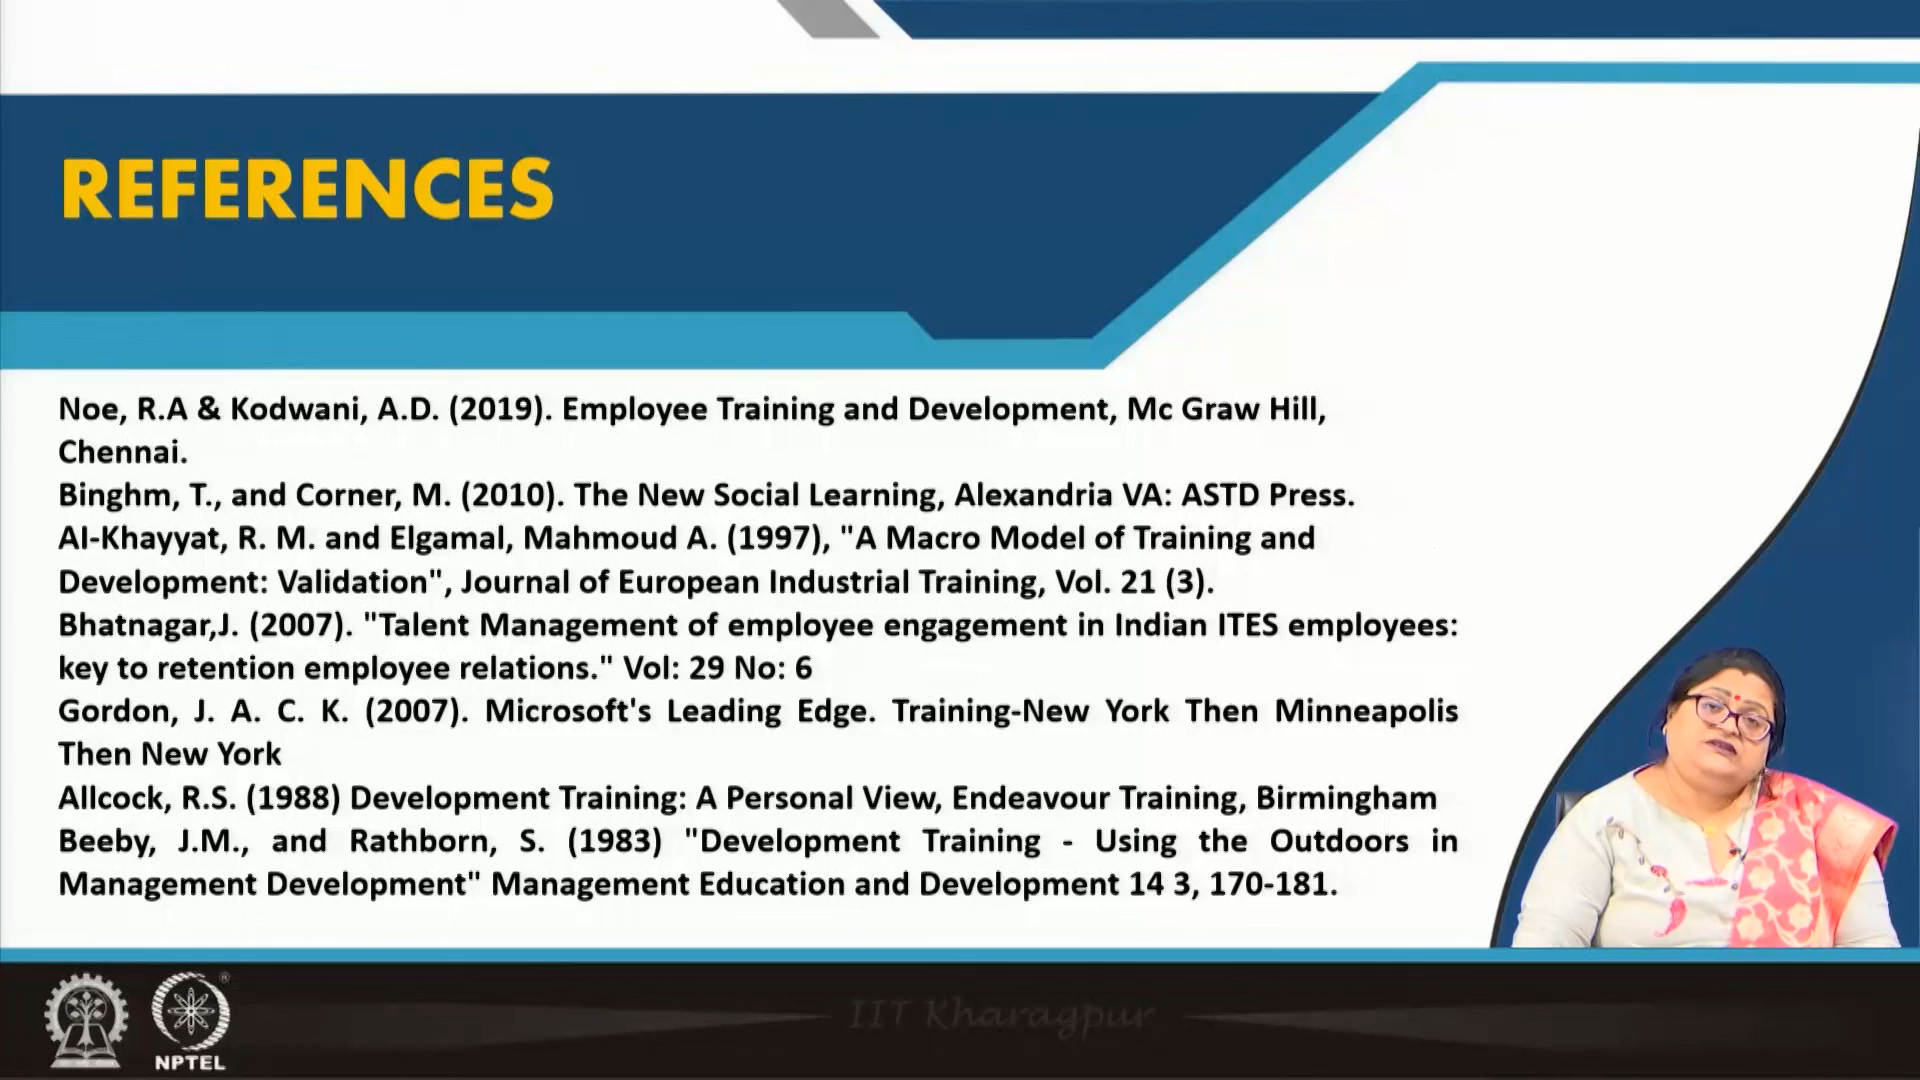 REFERENCES
Noe, R.A & Kodwani, A.D. (2019). Employee Training and Development, Mc Graw Hill,
Chennai.
Binghm, T., and Corner, M. (2010). The New Social Learning, Alexandria VA: ASTD Press.
Al-Khayyat, R. M. and Elgamal, Mahmoud A. (1997), "A Macro Model of Training and
Development: Validation", Journal of European Industrial Training, Vol. 21 (3).
Bhatnagar,J. (2007). "Talent Management of employee engagement in Indian ITES employees:
key to retention employee relations." Vol: 29 No: 6
Gordon, J. A. C. K. (2007). Microsoft's Leading Edge. Training-New York Then Minneapolis
Then New York
Allcock, R.S. (1988) Development Training: A Personal View, Endeavour Training, Birmingham
Beeby, J.M., and Rathborn, S. (1983) "Development Training - Using the Outdoors in
Management Development" Management Education and Development 14 3, 170-181.
IIT Kharagpur
®
NPTEL